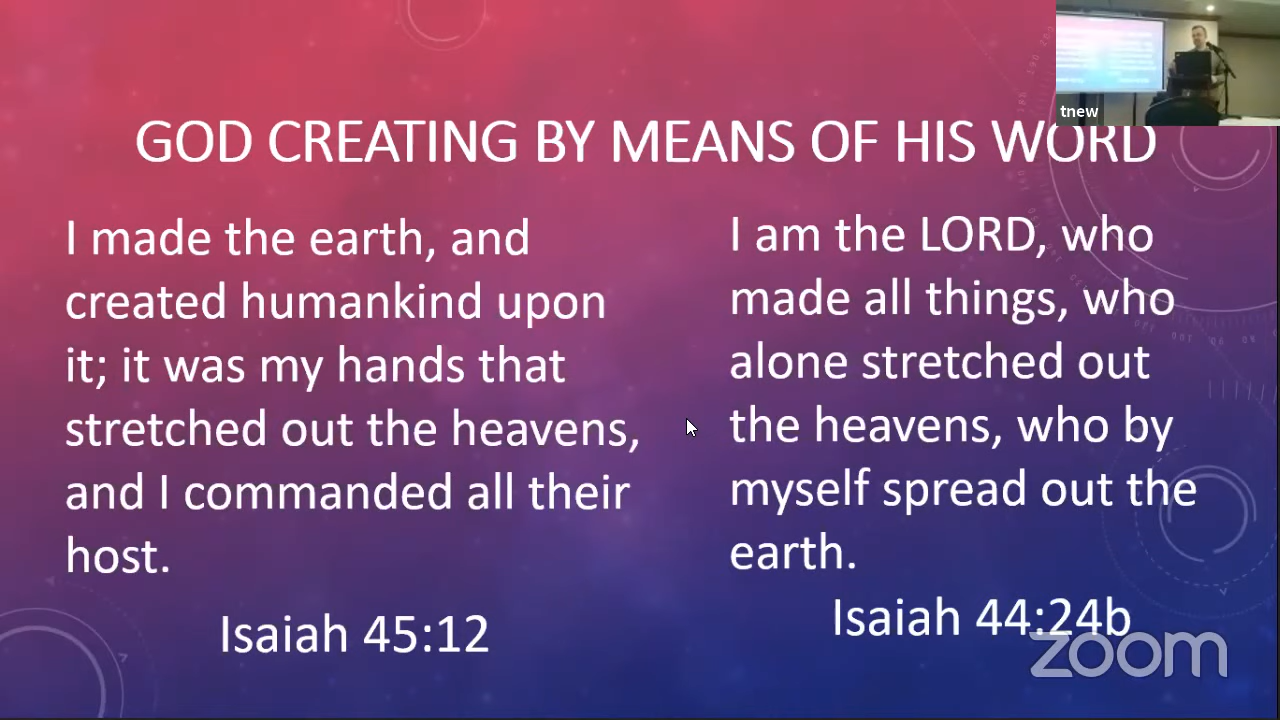 tnew
GOD CREATING BY MEANS OF HIS WORD
I made the earth, and
created humankind upon
it; it was my hands that
stretched out the heavens,
and I commanded all their
host.
Isaiah 45:12
I am the LORD, who
made all things, who
alone stretched out
the heavens, who by
myself spread out the
earth.
Isaiah 44:24b
zoom